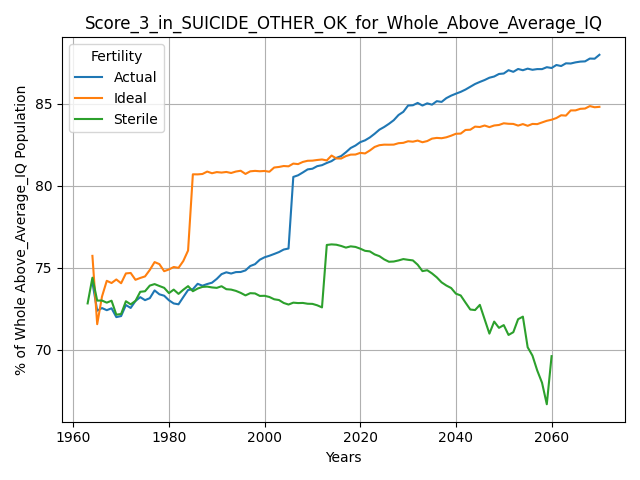 Score_3_in_SUICIDE_OTHER_OK_for_Whole_Above_Average_IQ
% of Whole Above_Average_IQ Population
Fertility
Actual
Ideal
Sterile
85
80
75
70
1960
1980
2000
2020
2040
2060
Years